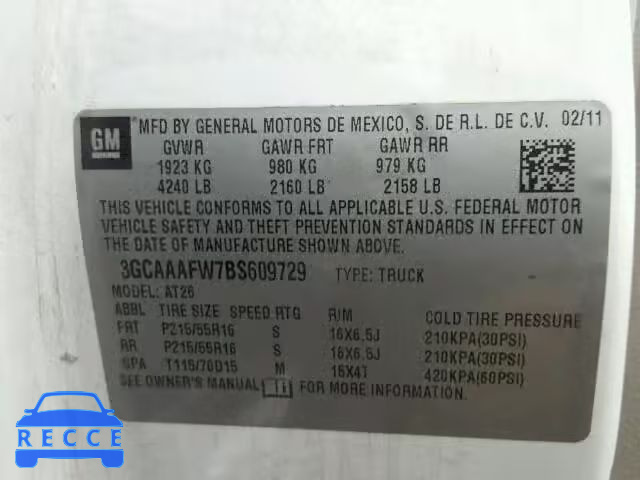 GM
MFD BY GENERAL MOTORS DE MEXICO, S. DE R.L. DE C.V. 02/11
GVWR GAWR FRT GAWR RR
1923 KG 980 KG 979 KG
4240 LB 2160 LB 2158 LB
THIS VEHICLE CONFORMS TO ALL APPLICABLE U.S. FEDERAL MOTOR
VEHICLE SAFETY AND THEFT PREVENTION STANDARDS IN EFFECT ON
DATE OF MANUFACTURE SHOWN ABOVE.
3GCAAAFW7BS609729 TYPE: TRUCK
MODEL: AT26
ABBL TIRE SIZE SPEED RTG RIM COLD TIRE PRESSURE
FRT P215/55R16 S 16X6.5J 210KPA(30PSI)
RR P215/55R16 S 16X6.5J 210KPA(30PSI)
SPA T115/70D15 M 15X4T 420KPA(60PSI)
SEE OWNER'S MANUAL FOR MORE INFORMATION.
RECCE